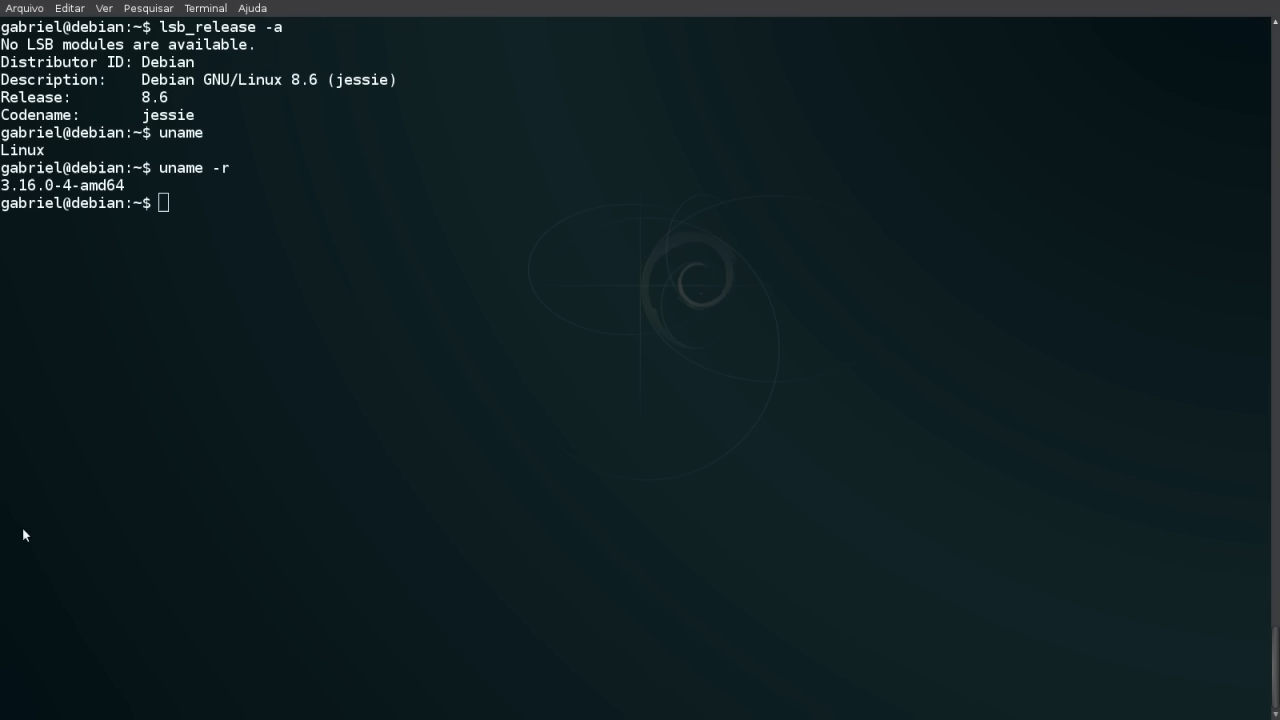 Arquivo Editar Ver Pesquisar Terminal Ajuda
gabriel@debian:~$ lsb_release -a
No LSB modules are available.
Distributor ID: Debian
Description:    Debian GNU/Linux 8.6 (jessie)
Release:        8.6
Codename:       jessie
gabriel@debian:~$ uname
Linux
gabriel@debian:~$ uname -r
3.16.0-4-amd64
gabriel@debian:~$